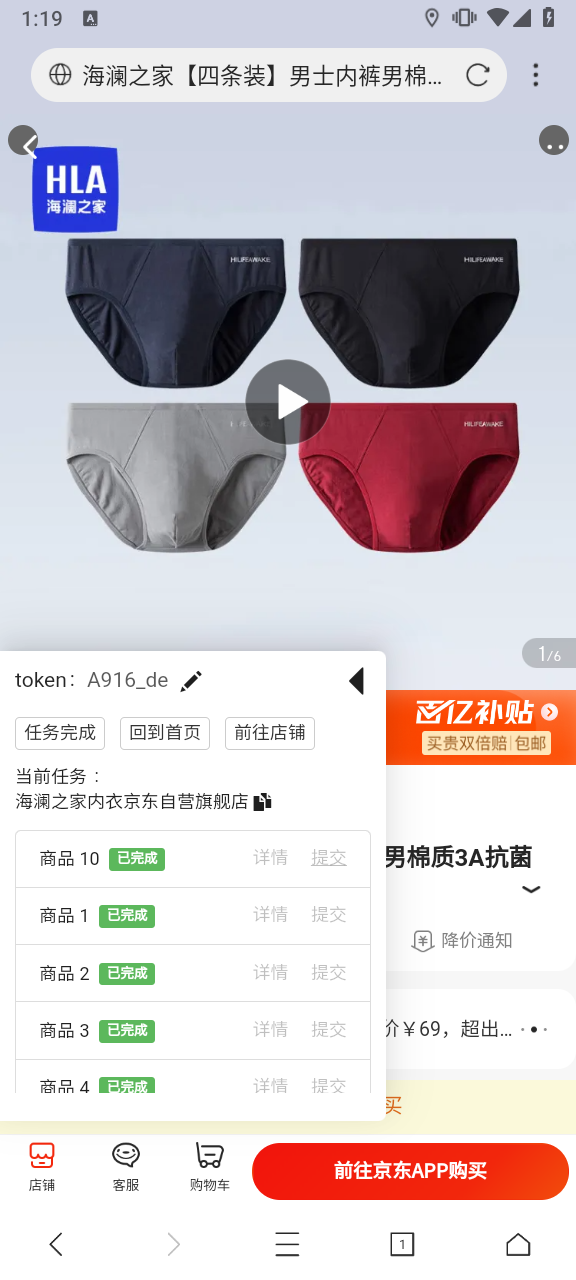 1:19
A
海澜之家【四条装】男士内裤男棉...
HLA
海澜之家
HILIFEAWAKE
HILIFEAWAKE
HILIFEAWAKE
1/6
token： A916_de
百亿补贴
买贵双倍赔 包邮
任务完成 回到首页 前往店铺
当前任务：
海澜之家内衣京东自营旗舰店
商品 10 已完成 详情 提交
男棉质3A抗菌
商品 1 已完成 详情 提交
降价通知
商品 2 已完成 详情 提交
商品 3 已完成 详情 提交
价￥69，超出...
商品 4 已完成 详情 提交
买
店铺 客服 购物车 前往京东APP购买
1